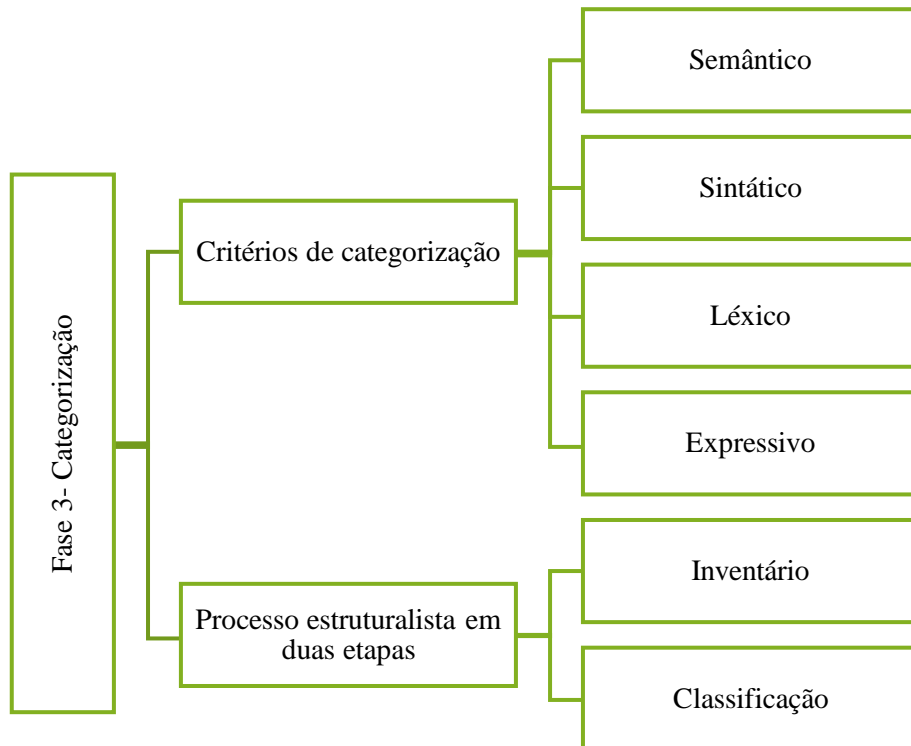 Fase 3- Categorização
Critérios de categorização
Semântico
Sintático
Léxico
Expressivo
Processo estruturalista em
duas etapas
Inventário
Classificação